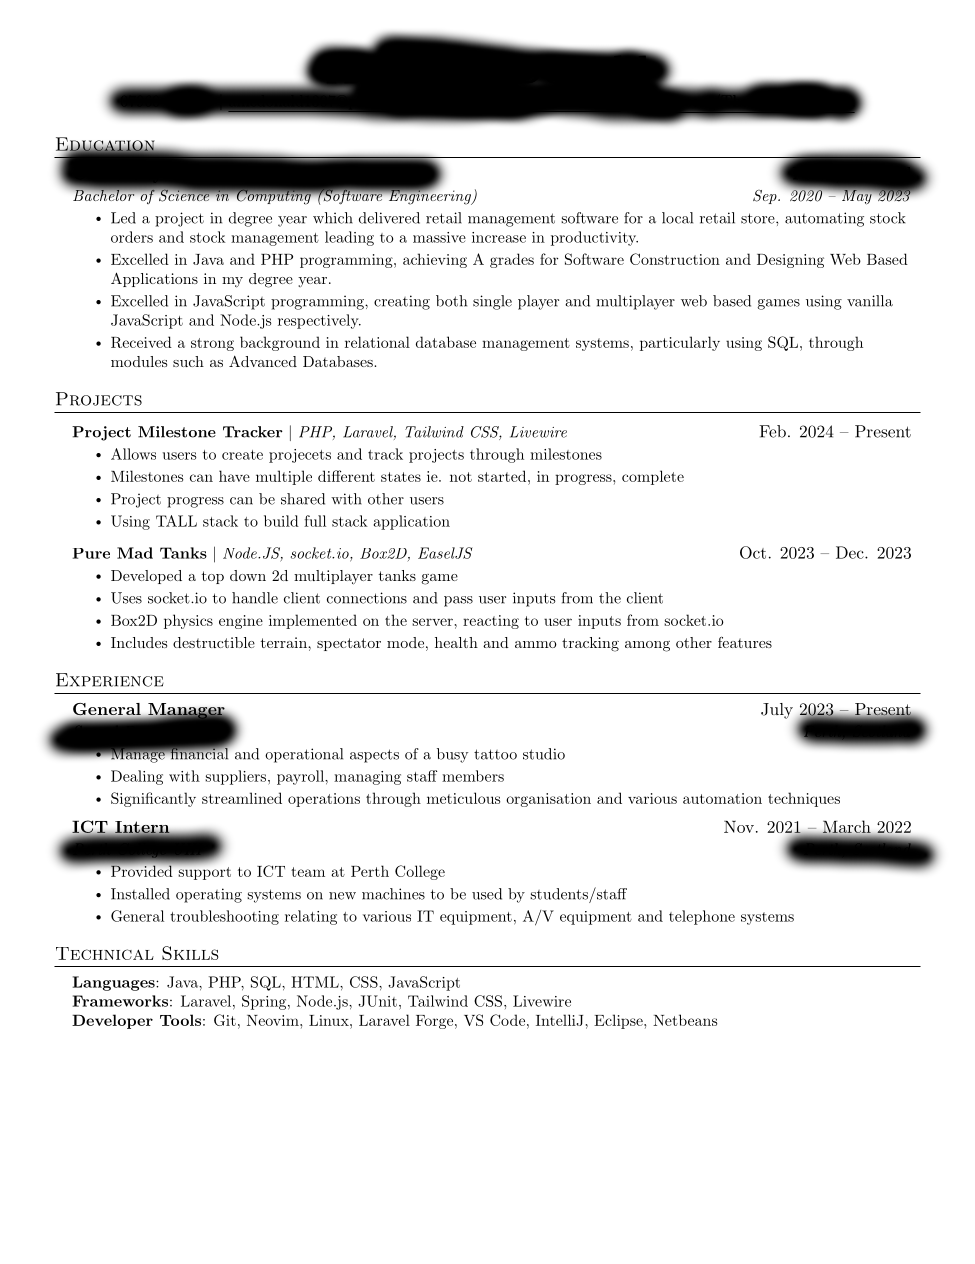 Education
Bachelor of Science in Computing (Software Engineering) Sep. 2020 – May 2023
• Led a project in degree year which delivered retail management software for a local retail store, automating stock
orders and stock management leading to a massive increase in productivity.
• Excelled in Java and PHP programming, achieving A grades for Software Construction and Designing Web Based
Applications in my degree year.
• Excelled in JavaScript programming, creating both single player and multiplayer web based games using vanilla
JavaScript and Node.js respectively.
• Received a strong background in relational database management systems, particularly using SQL, through
modules such as Advanced Databases.
Projects
Project Milestone Tracker | PHP, Laravel, Tailwind CSS, Livewire Feb. 2024 – Present
• Allows users to create projecets and track projects through milestones
• Milestones can have multiple different states ie. not started, in progress, complete
• Project progress can be shared with other users
• Using TALL stack to build full stack application
Pure Mad Tanks | Node.JS, socket.io, Box2D, EaselJS Oct. 2023 – Dec. 2023
• Developed a top down 2d multiplayer tanks game
• Uses socket.io to handle client connections and pass user inputs from the client
• Box2D physics engine implemented on the server, reacting to user inputs from socket.io
• Includes destructible terrain, spectator mode, health and ammo tracking among other features
Experience
General Manager July 2023 – Present
• Manage financial and operational aspects of a busy tattoo studio
• Dealing with suppliers, payroll, managing staff members
• Significantly streamlined operations through meticulous organisation and various automation techniques
ICT Intern Nov. 2021 – March 2022
• Provided support to ICT team at Perth College
• Installed operating systems on new machines to be used by students/staff
• General troubleshooting relating to various IT equipment, A/V equipment and telephone systems
Technical Skills
Languages: Java, PHP, SQL, HTML, CSS, JavaScript
Frameworks: Laravel, Spring, Node.js, JUnit, Tailwind CSS, Livewire
Developer Tools: Git, Neovim, Linux, Laravel Forge, VS Code, IntelliJ, Eclipse, Netbeans